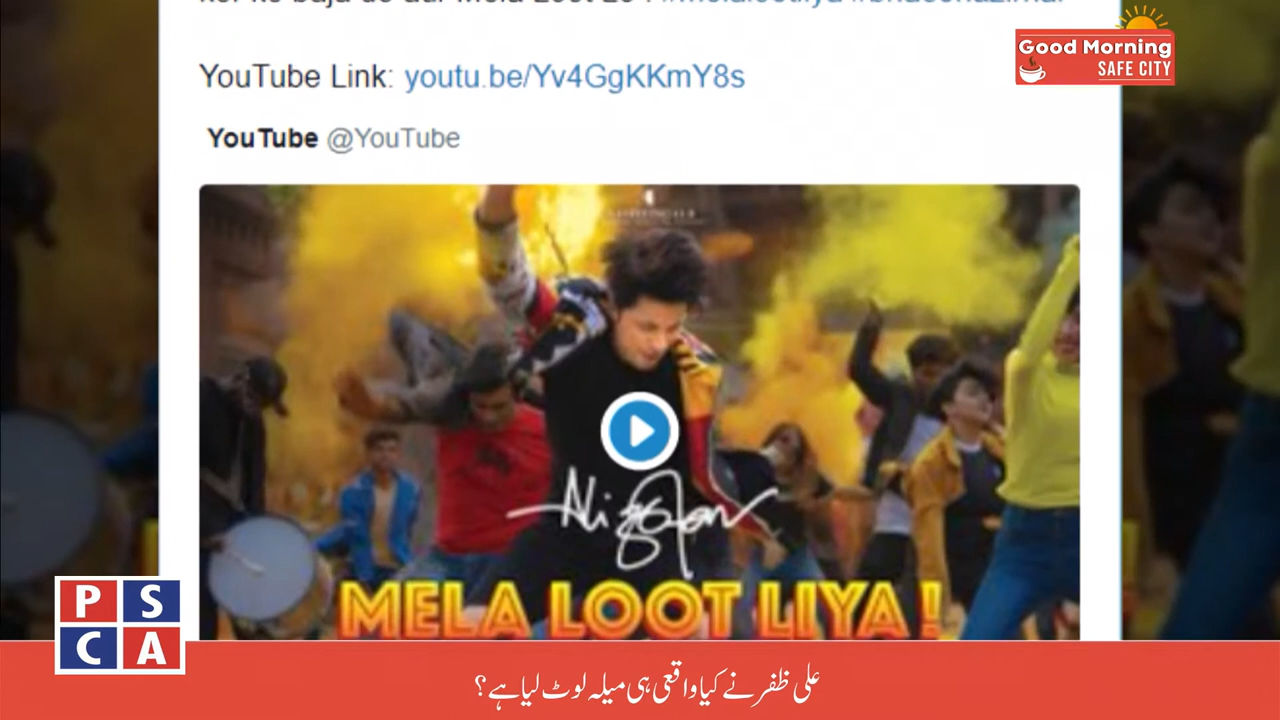 Good Morning
SAFE CITY
YouTube Link: youtu.be/Yv4GgKKmY8s
YouTube @YouTube
Ali Zafar
MELA LOOT LIYA!
PSCA
علی ظفر نے کیا واقعی ہی میلہ لوٹ لیا ہے؟